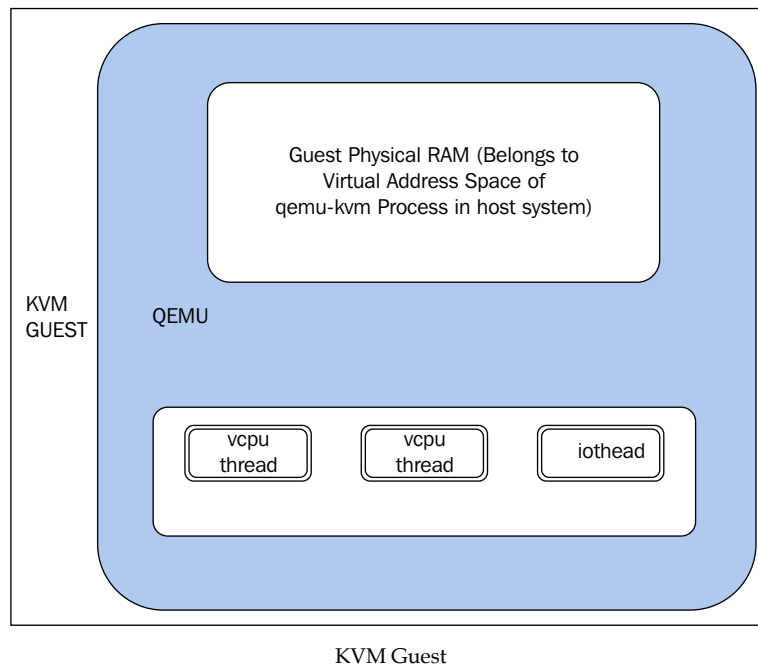 Guest Physical RAM (Belongs to
Virtual Address Space of
qemu-kvm Process in host system)
KVM
GUEST
QEMU
vcpu
thread
vcpu
thread
iothead
KVM Guest